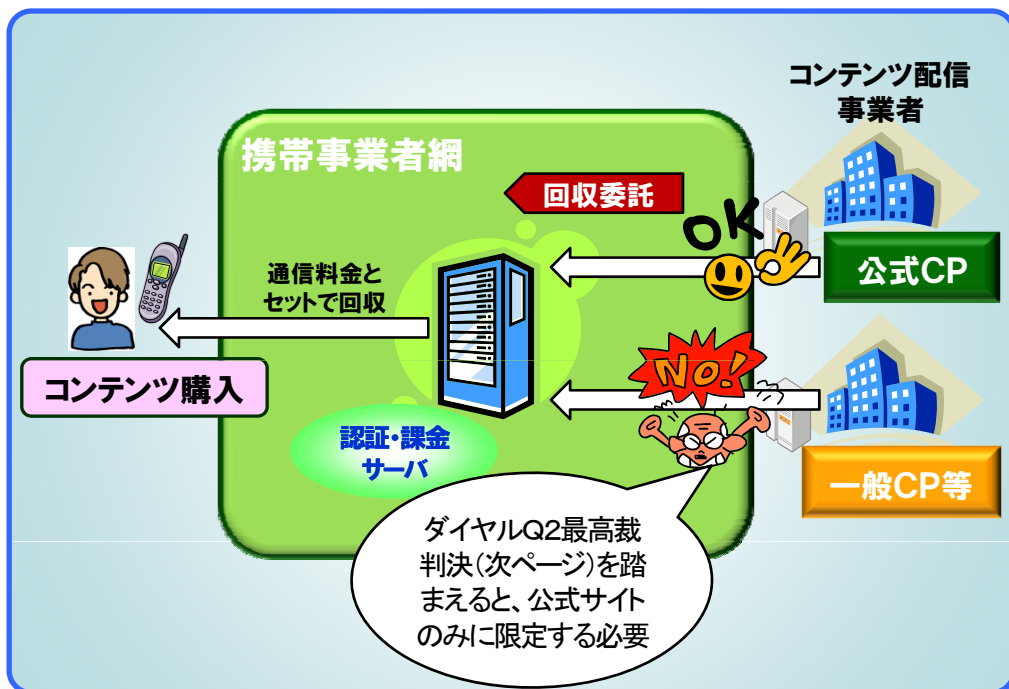 コンテンツ配信
事業者
携帯事業者網
回収委託
OK
公式CP
通信料金と
セットで回収
コンテンツ購入
NO!
認証・課金
サーバ
一般CP等
ダイヤルQ2最高裁
判決(次ページ)を踏
まえると、公式サイト
のみに限定する必要